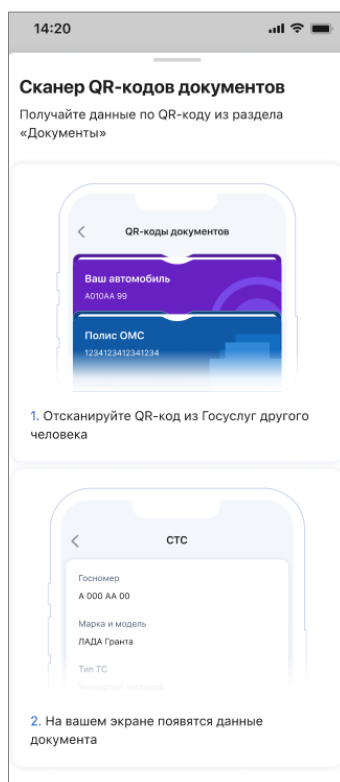 14:20
Сканер QR-кодов документов
Получайте данные по QR-коду из раздела
«Документы»
QR-коды документов
Ваш автомобиль
А010АА 99
Полис ОМС
1234123412341234
1. Отсканируйте QR-код из Госуслуг другого
человека
СТС
Госномер
А 000 АА 00
Марка и модель
ЛАДА Гранта
Тип ТС
Универсал легковой
2. На вашем экране появятся данные
документа